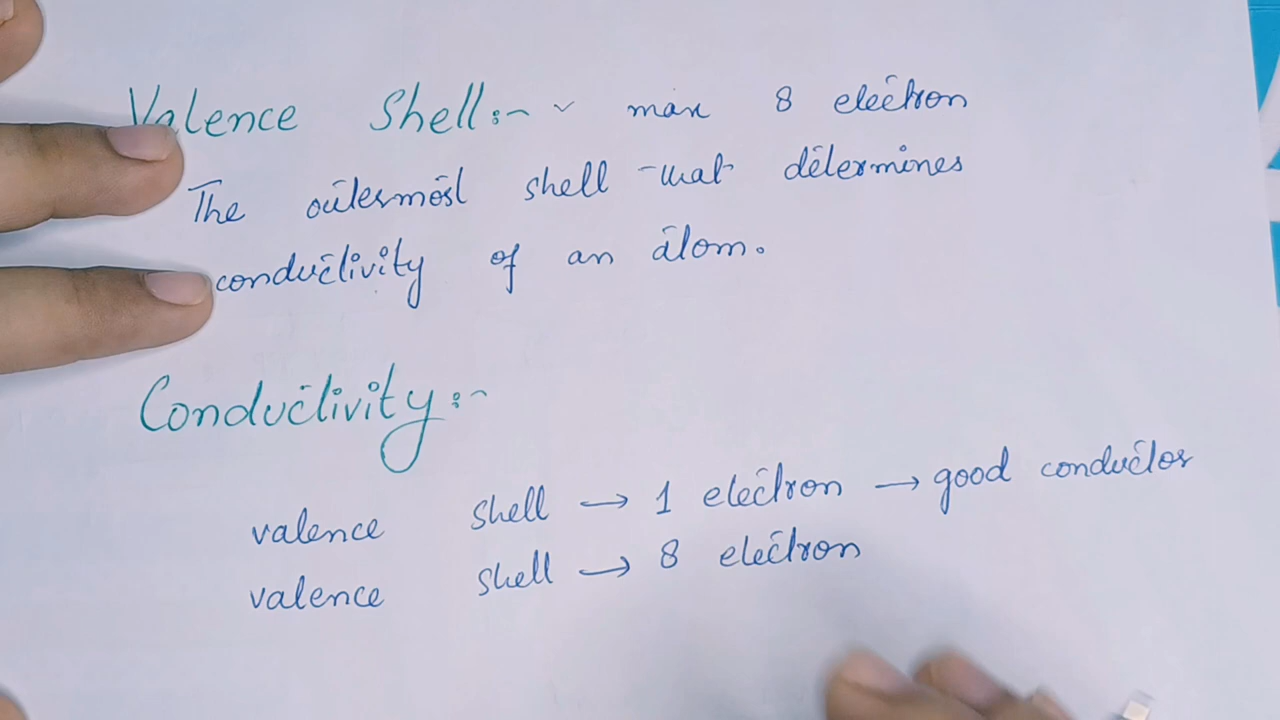 Valence Shell:- ✓ max 8 electron
The outermost shell that determines
conductivity of an atom.
Conductivity:-
valence shell → 1 electron → good conductor
valence shell → 8 electron